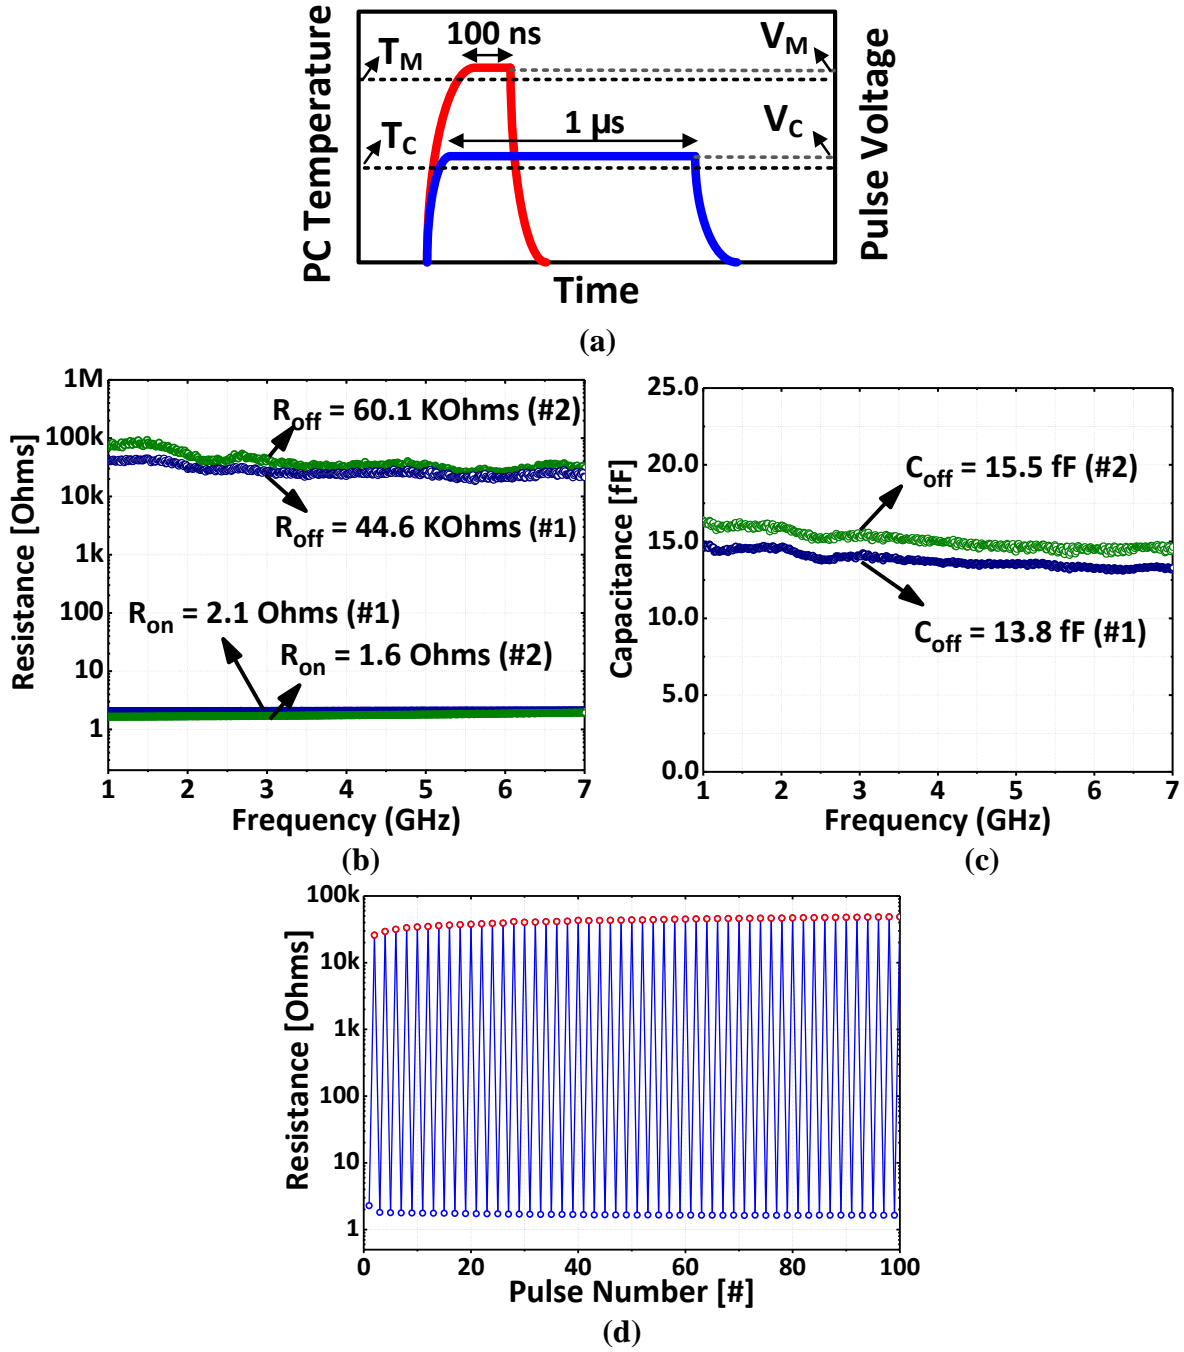 PC Temperature
T_M
100 ns
V_M
T_C
1 µs
V_C
Pulse Voltage
Time
(a)
Resistance [Ohms]
1M
100k
10k
1k
100
10
1
R_off = 60.1 KOhms (#2)
R_off = 44.6 KOhms (#1)
R_on = 2.1 Ohms (#1)
R_on = 1.6 Ohms (#2)
1 2 3 4 5 6 7
Frequency (GHz)
(b)
Capacitance [fF]
25.0
20.0
15.0
10.0
5.0
0.0
C_off = 15.5 fF (#2)
C_off = 13.8 fF (#1)
1 2 3 4 5 6 7
Frequency (GHz)
(c)
Resistance [Ohms]
100k
10k
1k
100
10
1
0 20 40 60 80 100
Pulse Number [#]
(d)